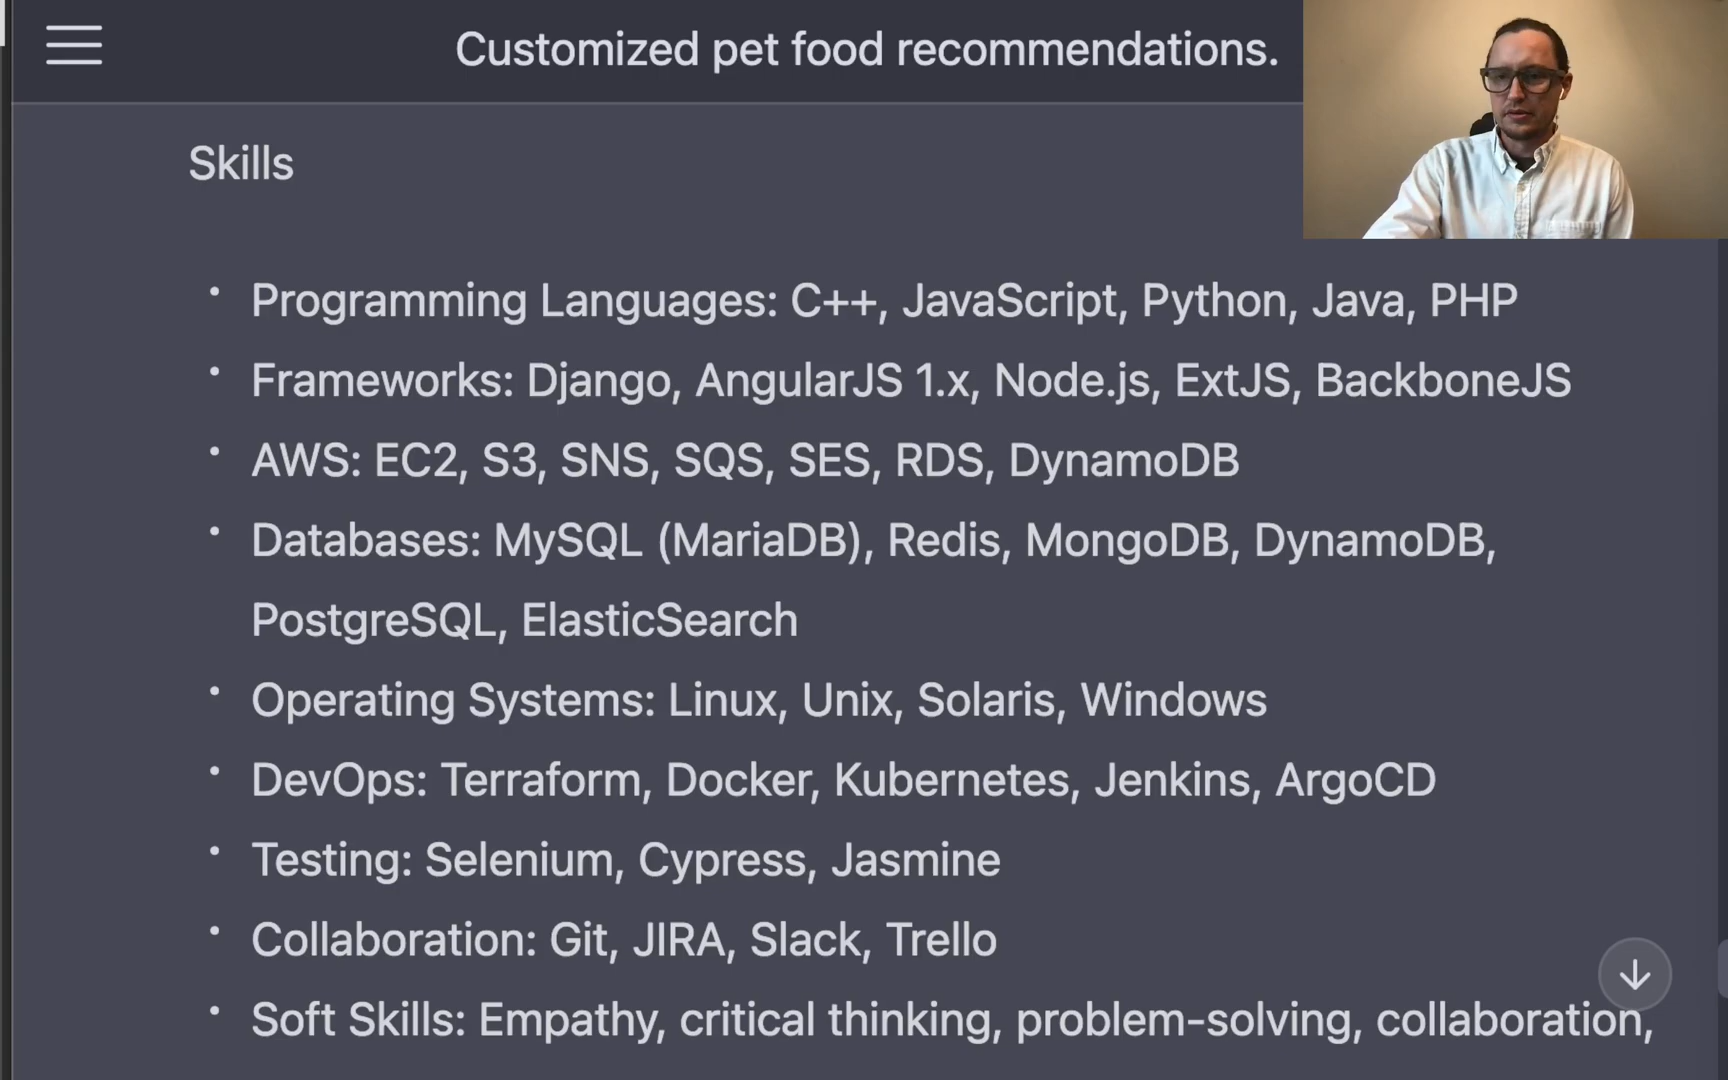 Customized pet food recommendations.
Skills
• Programming Languages: C++, JavaScript, Python, Java, PHP
• Frameworks: Django, AngularJS 1.x, Node.js, ExtJS, BackboneJS
• AWS: EC2, S3, SNS, SQS, SES, RDS, DynamoDB
• Databases: MySQL (MariaDB), Redis, MongoDB, DynamoDB,
PostgreSQL, ElasticSearch
• Operating Systems: Linux, Unix, Solaris, Windows
• DevOps: Terraform, Docker, Kubernetes, Jenkins, ArgoCD
• Testing: Selenium, Cypress, Jasmine
• Collaboration: Git, JIRA, Slack, Trello
• Soft Skills: Empathy, critical thinking, problem-solving, collaboration,